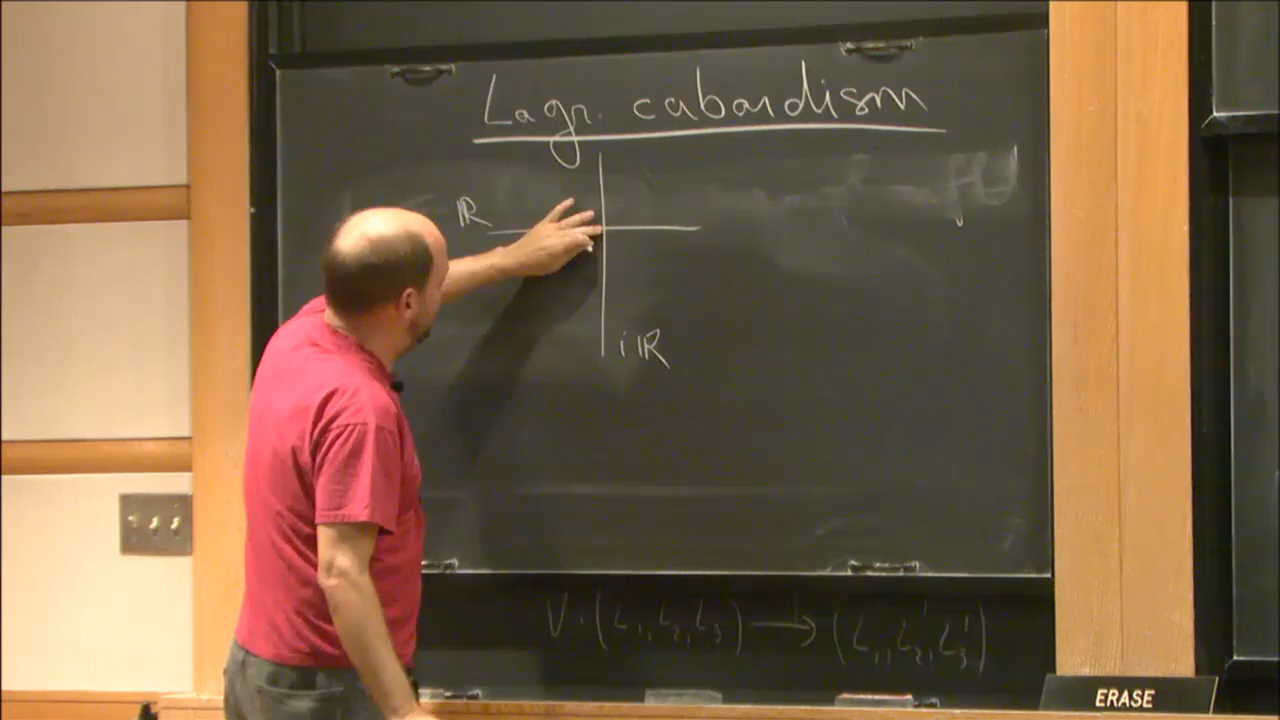 Lagr. cabordism
ℝ
iℝ
V : (L₁, L₂, L₃) → (L₁, L₂', L₃')
ERASE